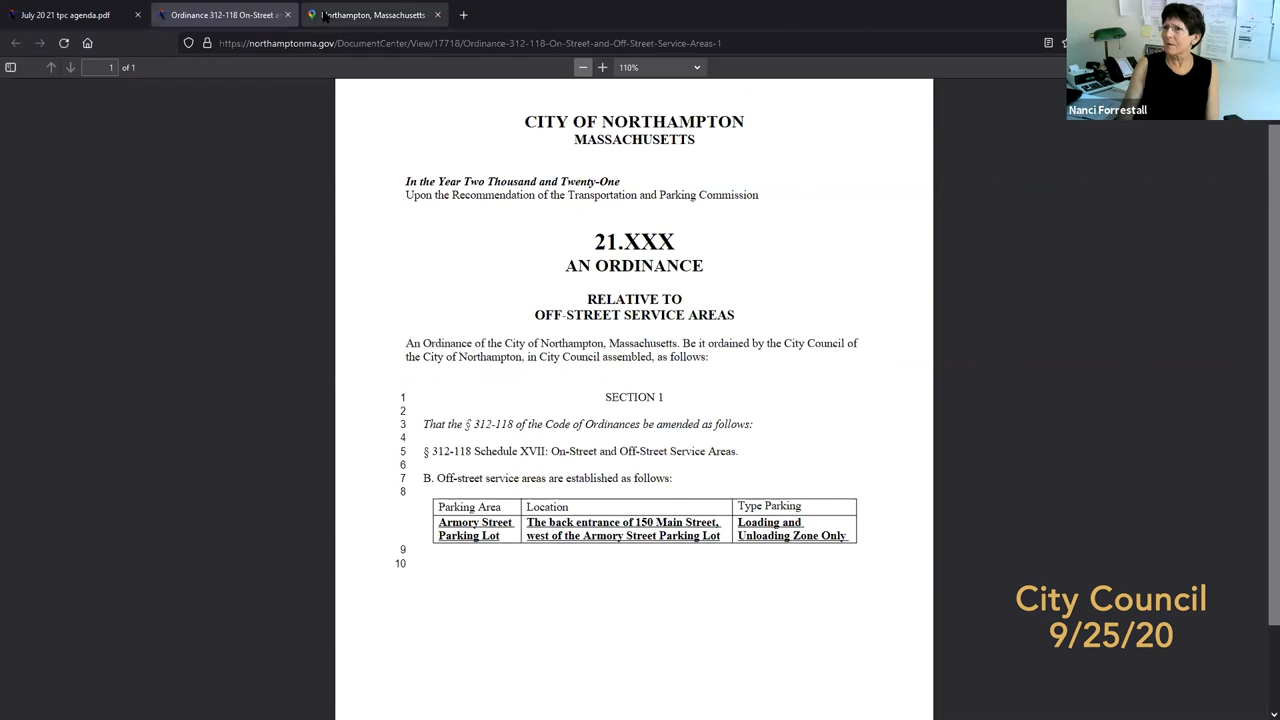 July 20 21 tpc agenda.pdf
Ordinance 312-118 On-Street a
Northampton, Massachusetts
https://northamptonma.gov/DocumentCenter/View/17718/Ordinance-312-118-On-Street-and-Off-Street-Service-Areas-1
1 of 1
110%
Nanci Forrestall
CITY OF NORTHAMPTON
MASSACHUSETTS
In the Year Two Thousand and Twenty-One
Upon the Recommendation of the Transportation and Parking Commission
21.XXX
AN ORDINANCE
RELATIVE TO
OFF-STREET SERVICE AREAS
An Ordinance of the City of Northampton, Massachusetts. Be it ordained by the City Council of
the City of Northampton, in City Council assembled, as follows:
1 SECTION 1
2
3 That the § 312-118 of the Code of Ordinances be amended as follows:
4
5 § 312-118 Schedule XVII: On-Street and Off-Street Service Areas.
6
7 B. Off-street service areas are established as follows:
8
Parking Area Location Type Parking
Armory Street The back entrance of 150 Main Street, Loading and
Parking Lot west of the Armory Street Parking Lot Unloading Zone Only
9
10
City Council
9/25/20